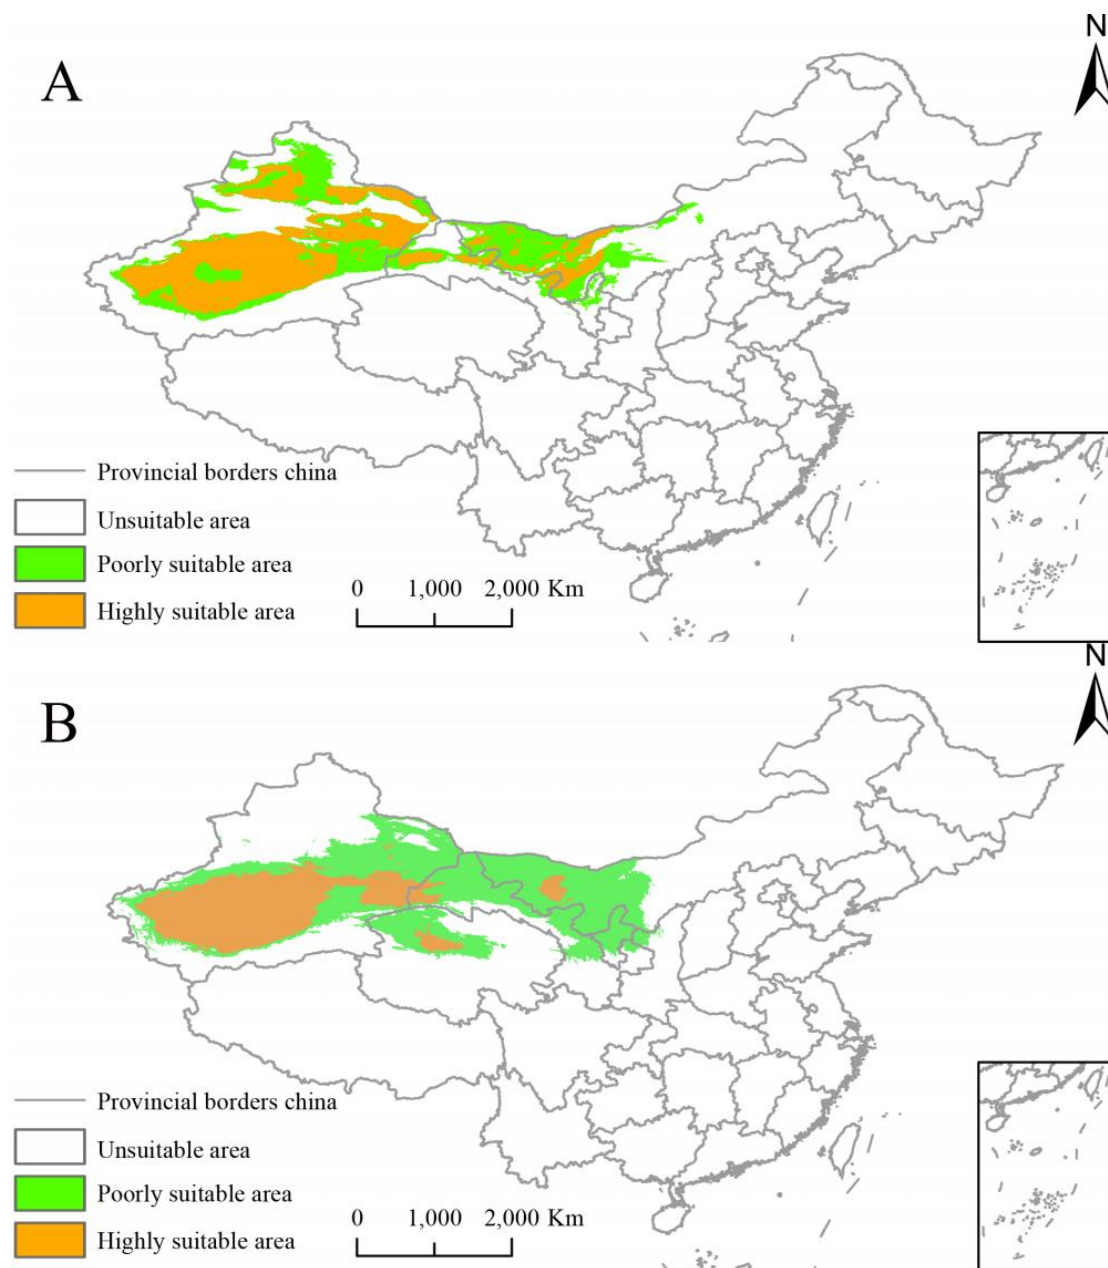 N
A
Provincial borders china
Unsuitable area
Poorly suitable area
Highly suitable area
0 1,000 2,000 Km
N
B
Provincial borders china
Unsuitable area
Poorly suitable area
Highly suitable area
0 1,000 2,000 Km